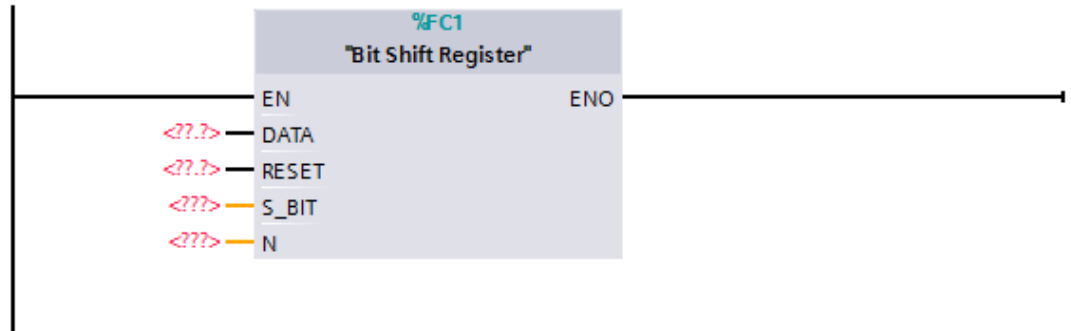 %FC1
"Bit Shift Register"
EN ENO
<??.?> DATA
<??.?> RESET
<???> S_BIT
<???> N